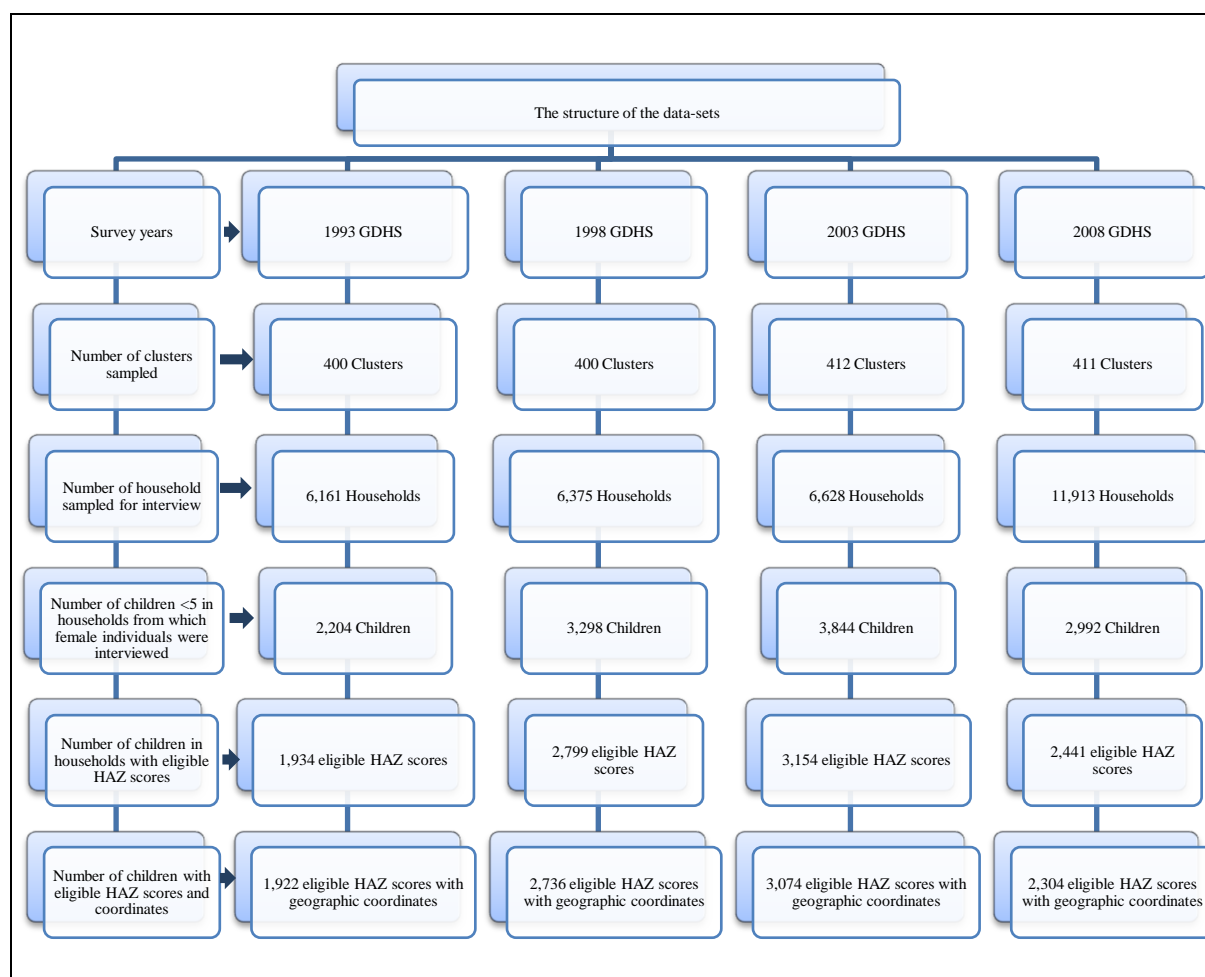 The structure of the data-sets
Survey years
1993 GDHS
1998 GDHS
2003 GDHS
2008 GDHS
Number of clusters
sampled
400 Clusters
400 Clusters
412 Clusters
411 Clusters
Number of household
sampled for interview
6,161 Households
6,375 Households
6,628 Households
11,913 Households
Number of children <5 in
households from which
female individuals were
interviewed
2,204 Children
3,298 Children
3,844 Children
2,992 Children
Number of children in
households with eligible
HAZ scores
1,934 eligible HAZ scores
2,799 eligible HAZ
scores
3,154 eligible HAZ scores
2,441 eligible HAZ
scores
Number of children with
eligible HAZ scores and
coordinates
1,922 eligible HAZ scores with
geographic coordinates
2,736 eligible HAZ scores
with geographic coordinates
3,074 eligible HAZ scores with
geographic coordinates
2,304 eligible HAZ scores
with geographic coordinates